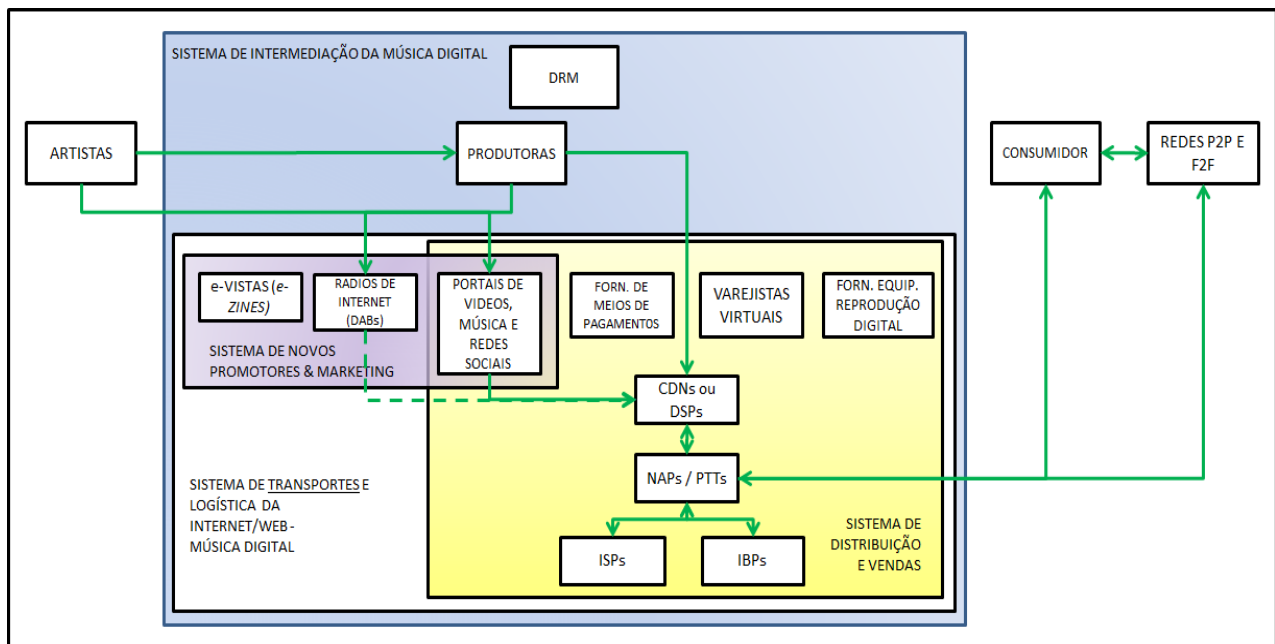 SISTEMA DE INTERMEDIAÇÃO DA MÚSICA DIGITAL
DRM
ARTISTAS
PRODUTORAS
CONSUMIDOR
REDES P2P E
F2F
e-VISTAS (e-
ZINES)
RADIOS DE
INTERNET
(DABs)
PORTAIS DE
VIDEOS,
MÚSICA E
REDES
SOCIAIS
FORN. DE
MEIOS DE
PAGAMENTOS
VAREJISTAS
VIRTUAIS
FORN. EQUIP.
REPRODUÇÃO
DIGITAL
SISTEMA DE NOVOS
PROMOTORES & MARKETING
CDNs ou
DSPs
NAPs / PTTs
SISTEMA DE TRANSPORTES E
LOGÍSTICA DA
INTERNET/WEB -
MÚSICA DIGITAL
ISPs
IBPs
SISTEMA DE
DISTRIBUIÇÃO
E VENDAS